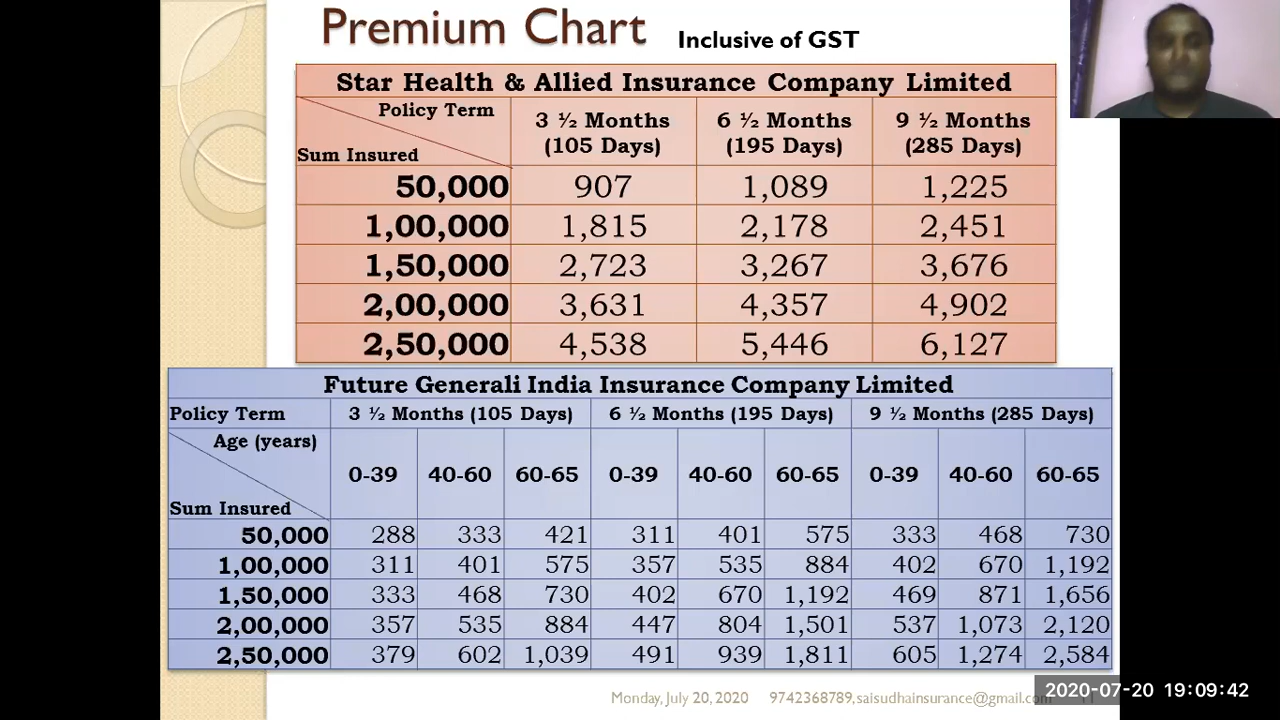 Premium Chart Inclusive of GST
Star Health & Allied Insurance Company Limited
Policy Term
Sum Insured
3 ½ Months (105 Days) 6 ½ Months (195 Days) 9 ½ Months (285 Days)
50,000 907 1,089 1,225
1,00,000 1,815 2,178 2,451
1,50,000 2,723 3,267 3,676
2,00,000 3,631 4,357 4,902
2,50,000 4,538 5,446 6,127
Future Generali India Insurance Company Limited
Policy Term 3 ½ Months (105 Days) 6 ½ Months (195 Days) 9 ½ Months (285 Days)
Age (years)
Sum Insured
0-39 40-60 60-65 0-39 40-60 60-65 0-39 40-60 60-65
50,000 288 333 421 311 401 575 333 468 730
1,00,000 311 401 575 357 535 884 402 670 1,192
1,50,000 333 468 730 402 670 1,192 469 871 1,656
2,00,000 357 535 884 447 804 1,501 537 1,073 2,120
2,50,000 379 602 1,039 491 939 1,811 605 1,274 2,584
Monday, July 20, 2020 9742368789,saisudhainsurance@gmail.com
2020-07-20 19:09:42